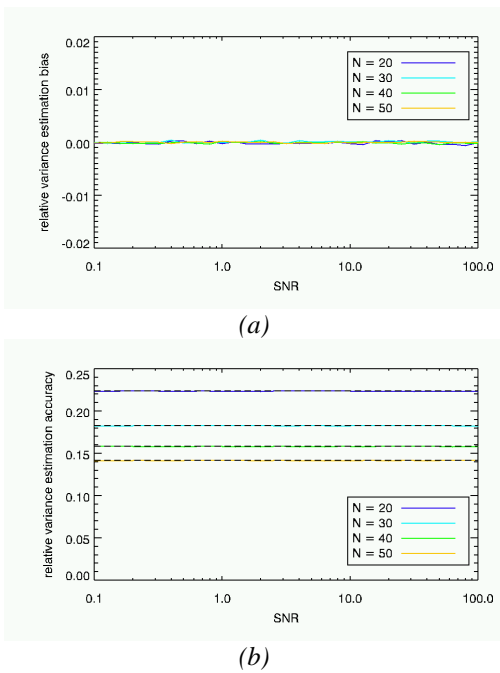 relative variance estimation bias
0.02
0.01
0.00
-0.01
-0.02
N = 20
N = 30
N = 40
N = 50
0.1 1.0 10.0 100.0
SNR
(a)
relative variance estimation accuracy
0.25
0.20
0.15
0.10
0.05
0.00
N = 20
N = 30
N = 40
N = 50
0.1 1.0 10.0 100.0
SNR
(b)